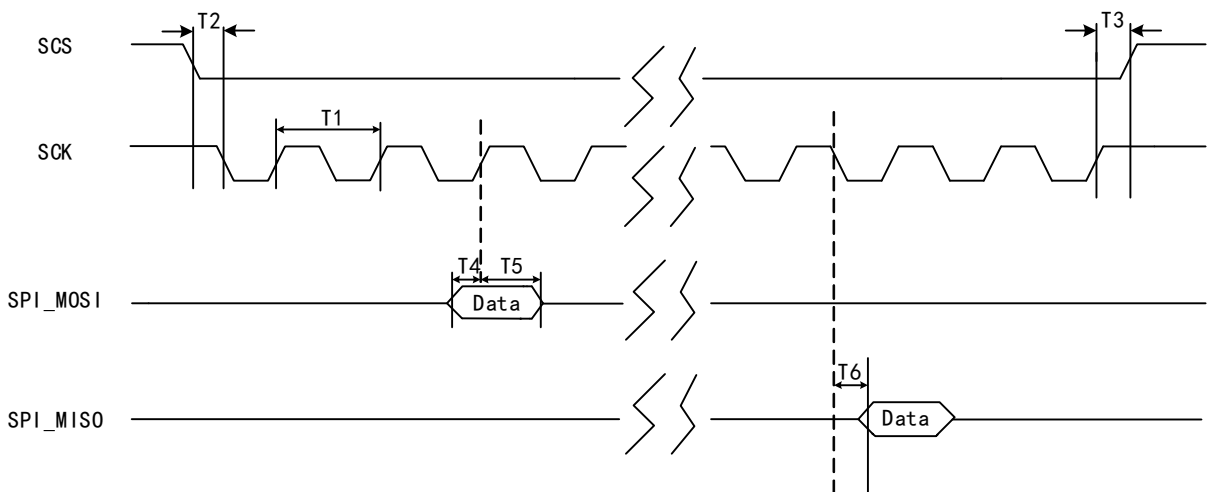 T2
T3
SCS
T1
SCK
T4
T5
SPI_MOSI
Data
T6
SPI_MISO
Data